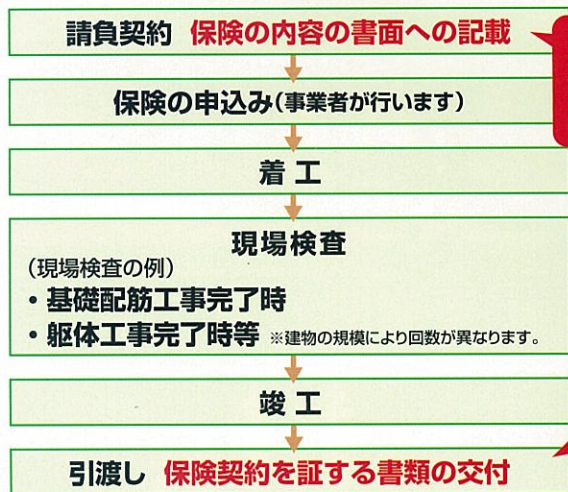 請負契約 保険の内容の書面への記載
保険の申込み(事業者が行います)
着 工
現場検査
(現場検査の例)
・基礎配筋工事完了時
・躯体工事完了時等 ※建物の規模により回数が異なります。
竣 工
引渡し 保険契約を証する書類の交付